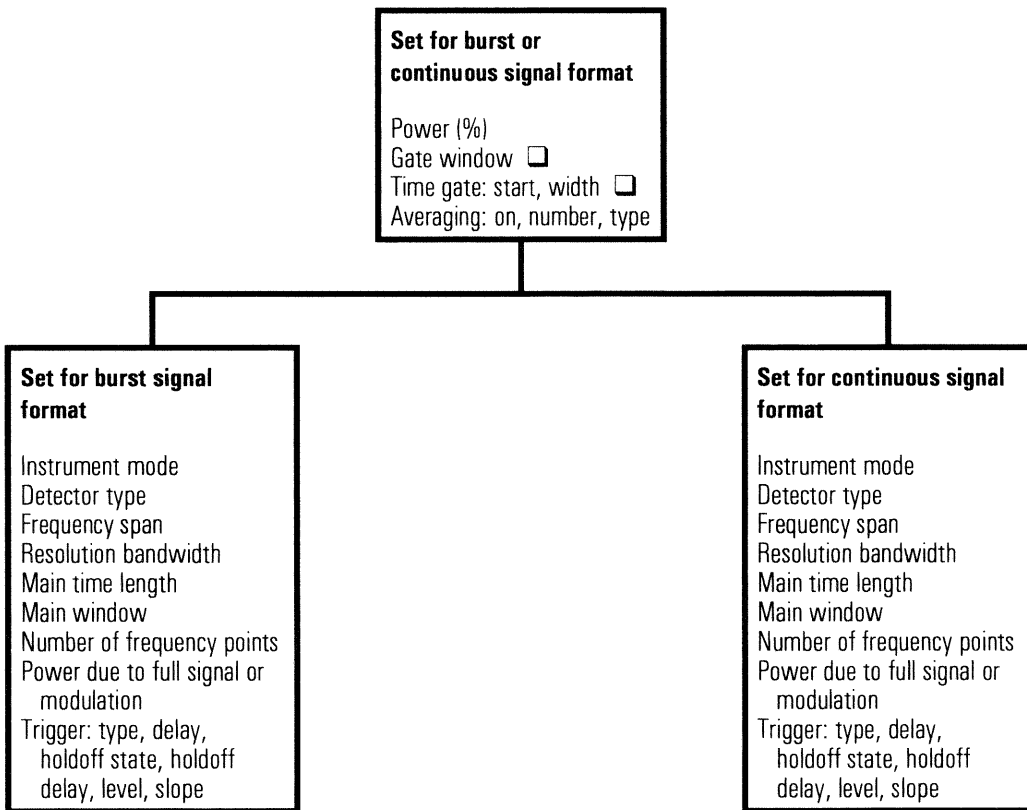 Set for burst or
continuous signal format
Power (%)
Gate window ❏
Time gate: start, width ❏
Averaging: on, number, type
Set for burst signal
format
Instrument mode
Detector type
Frequency span
Resolution bandwidth
Main time length
Main window
Number of frequency points
Power due to full signal or
modulation
Trigger: type, delay,
holdoff state, holdoff
delay, level, slope
Set for continuous signal
format
Instrument mode
Detector type
Frequency span
Resolution bandwidth
Main time length
Main window
Number of frequency points
Power due to full signal or
modulation
Trigger: type, delay,
holdoff state, holdoff
delay, level, slope